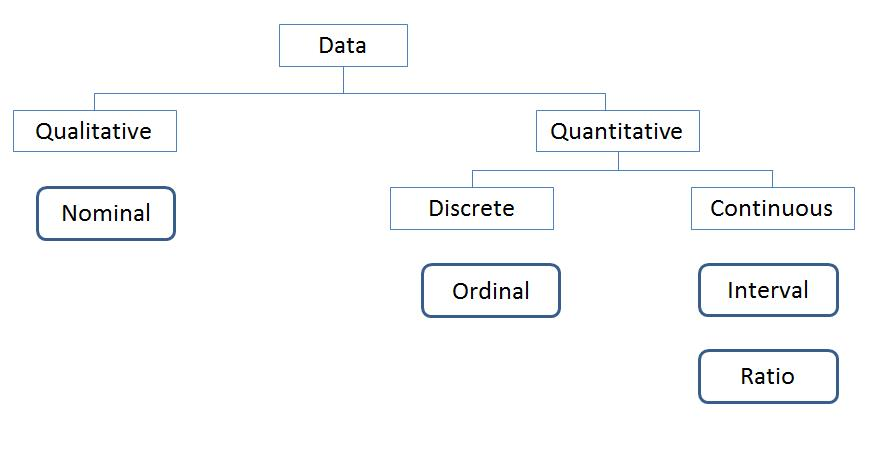 Data
Qualitative
Quantitative
Nominal
Discrete
Continuous
Ordinal
Interval
Ratio